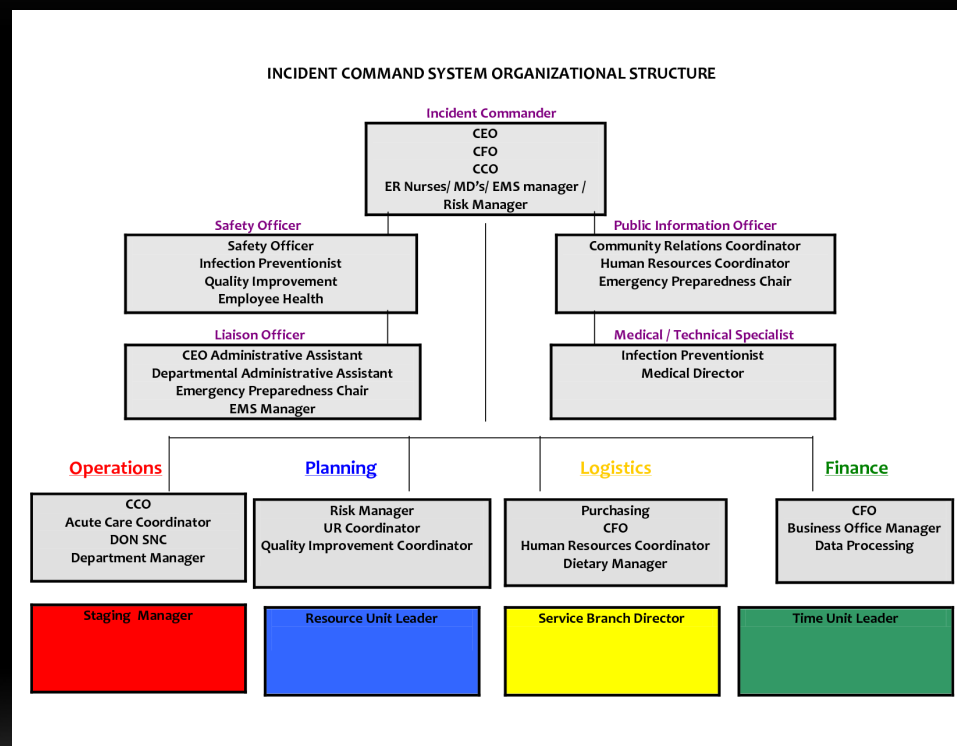 INCIDENT COMMAND SYSTEM ORGANIZATIONAL STRUCTURE
Incident Commander
CEO
CFO
CCO
ER Nurses/ MD's/ EMS manager /
Risk Manager
Safety Officer
Safety Officer
Infection Preventionist
Quality Improvement
Employee Health
Public Information Officer
Community Relations Coordinator
Human Resources Coordinator
Emergency Preparedness Chair
Liaison Officer
CEO Administrative Assistant
Departmental Administrative Assistant
Emergency Preparedness Chair
EMS Manager
Medical / Technical Specialist
Infection Preventionist
Medical Director
Operations
CCO
Acute Care Coordinator
DON SNC
Department Manager
Planning
Risk Manager
UR Coordinator
Quality Improvement Coordinator
Logistics
Purchasing
CFO
Human Resources Coordinator
Dietary Manager
Finance
CFO
Business Office Manager
Data Processing
Staging Manager
Resource Unit Leader
Service Branch Director
Time Unit Leader